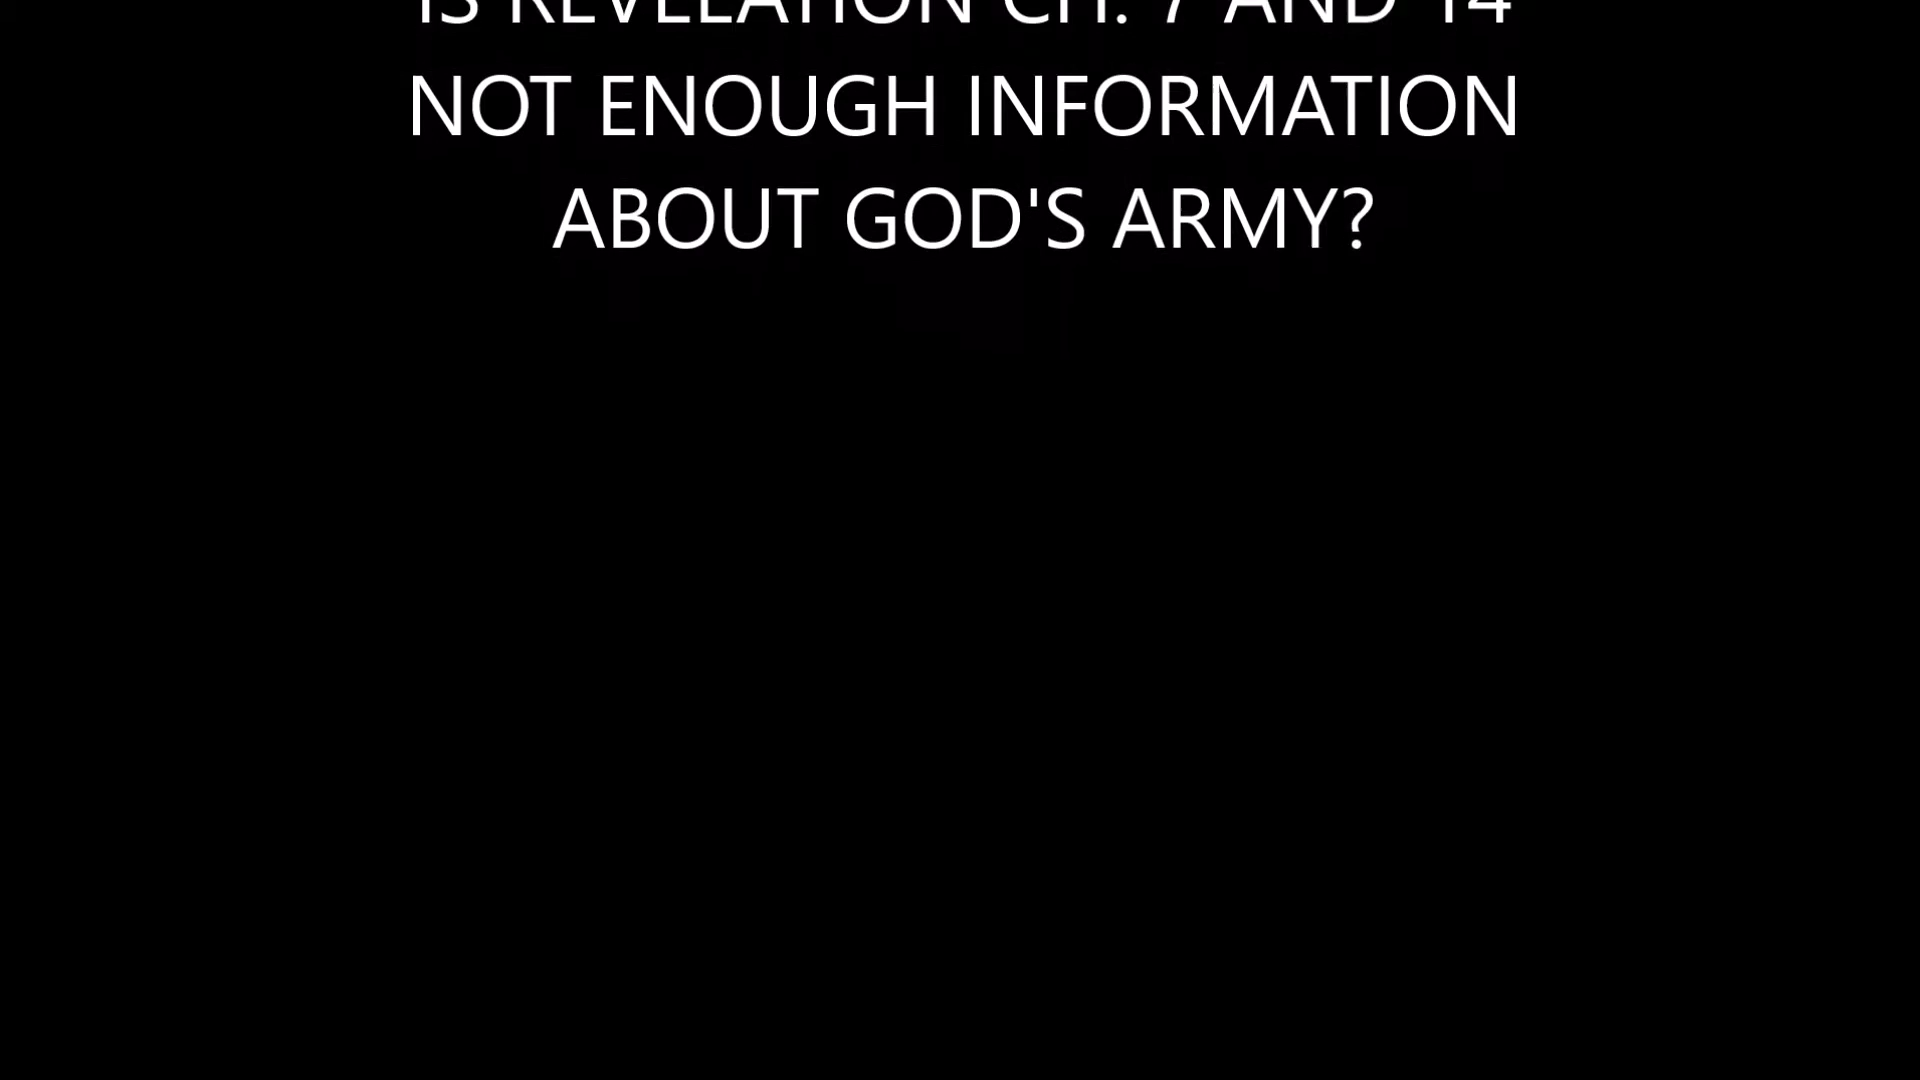 IS REVELATION CH. 7 AND 14
NOT ENOUGH INFORMATION
ABOUT GOD'S ARMY?